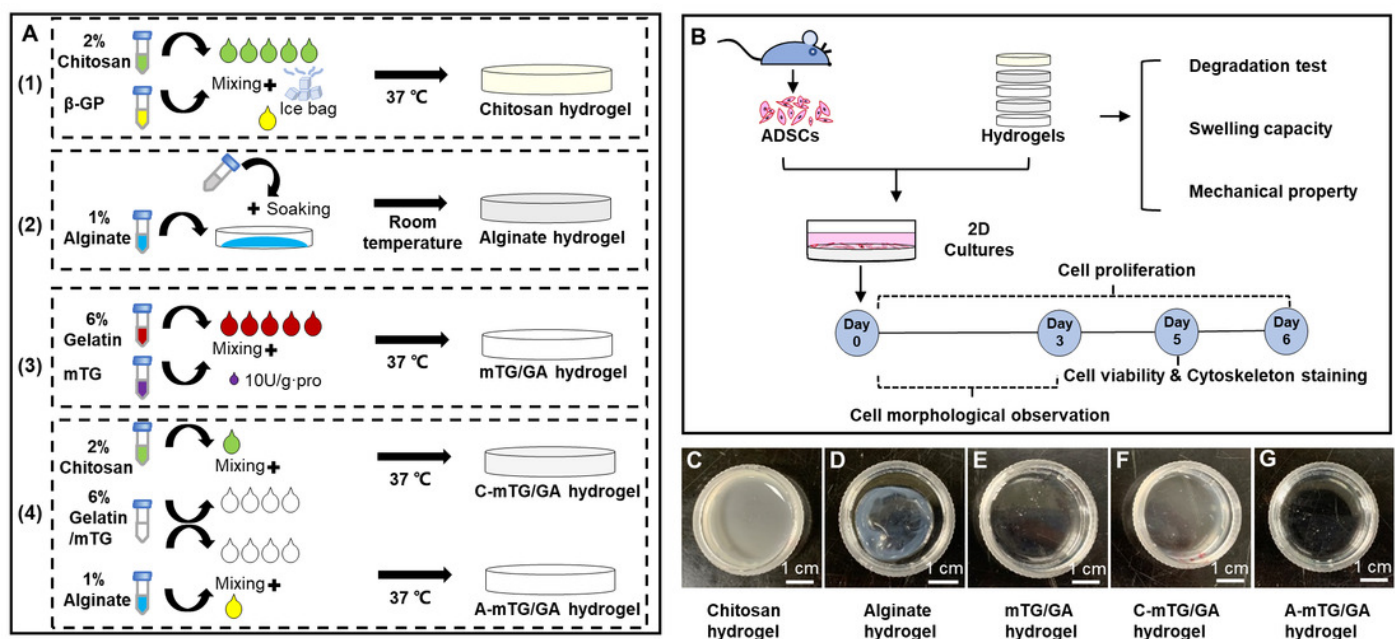 A
(1)
2%
Chitosan
β-GP
Mixing+
Ice bag
37 ℃
Chitosan hydrogel
(2)
1%
Alginate
+ Soaking
Room
temperature
Alginate hydrogel
(3)
6%
Gelatin
mTG
Mixing+
10U/g·pro
37 ℃
mTG/GA hydrogel
(4)
2%
Chitosan
Mixing+
37 ℃
C-mTG/GA hydrogel
6%
Gelatin
/mTG
1%
Alginate
Mixing+
37 ℃
A-mTG/GA hydrogel
B
ADSCs
Hydrogels
Degradation test
Swelling capacity
Mechanical property
2D
Cultures
Cell proliferation
Day
0
Day
3
Day
5
Day
6
Cell viability & Cytoskeleton staining
Cell morphological observation
C
1 cm
Chitosan
hydrogel
D
1 cm
Alginate
hydrogel
E
1 cm
mTG/GA
hydrogel
F
1 cm
C-mTG/GA
hydrogel
G
1 cm
A-mTG/GA
hydrogel